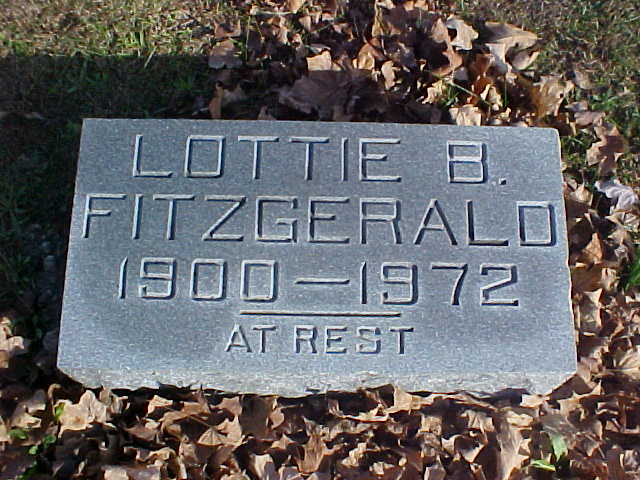 LOTTIE B.
FITZGERALD
1900—1972
AT REST